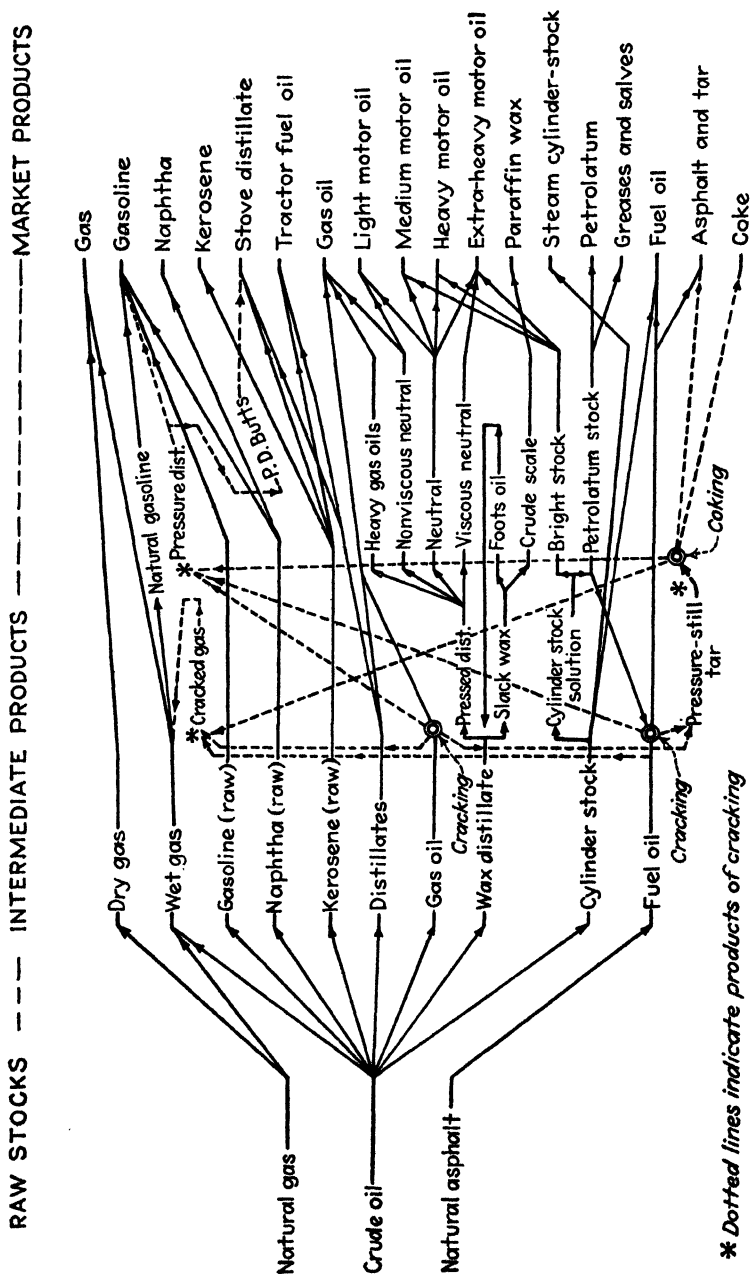 RAW STOCKS --- INTERMEDIATE PRODUCTS --------MARKET PRODUCTS
Natural gas
Crude oil
Natural asphalt
Dry gas
Wet gas
Gasoline (raw)
Naphtha (raw)
Kerosene (raw)
Distillates
Gas oil
Cracking
Wax distillate
Cylinder stock
Fuel oil
Cracking
*Cracked gas
Pressed dist.
Slack wax
Cylinder stock
solution
Pressure-still
tar
*
Natural gasoline
*
Pressure dist.
P.D. Butts
Heavy gas oils
Nonviscous neutral
Neutral
Viscous neutral
Foots oil
Crude scale
Bright stock
Petrolatum stock
Coking
Gas
Gasoline
Naphtha
Kerosene
Stove distillate
Tractor fuel oil
Gas oil
Light motor oil
Medium motor oil
Heavy motor oil
Extra-heavy motor oil
Paraffin wax
Steam cylinder-stock
Petrolatum
Greases and salves
Fuel oil
Asphalt and tar
Coke
* Dotted lines indicate products of cracking